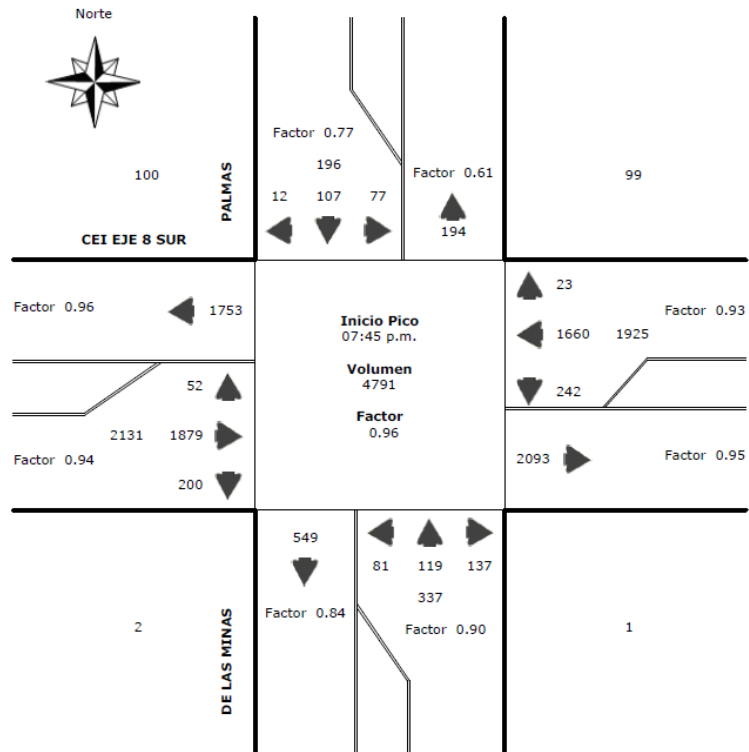 Norte
Factor 0.77
196
12 107 77
Factor 0.61
194
100
PALMAS
99
CEI EJE 8 SUR
Factor 0.96
1753
23
Factor 0.93
1660 1925
242
Inicio Pico
07:45 p.m.
Volumen
4791
Factor
0.96
52
2131 1879
Factor 0.94
200
2093
Factor 0.95
549
Factor 0.84
81 119 137
337
Factor 0.90
2
DE LAS MINAS
1